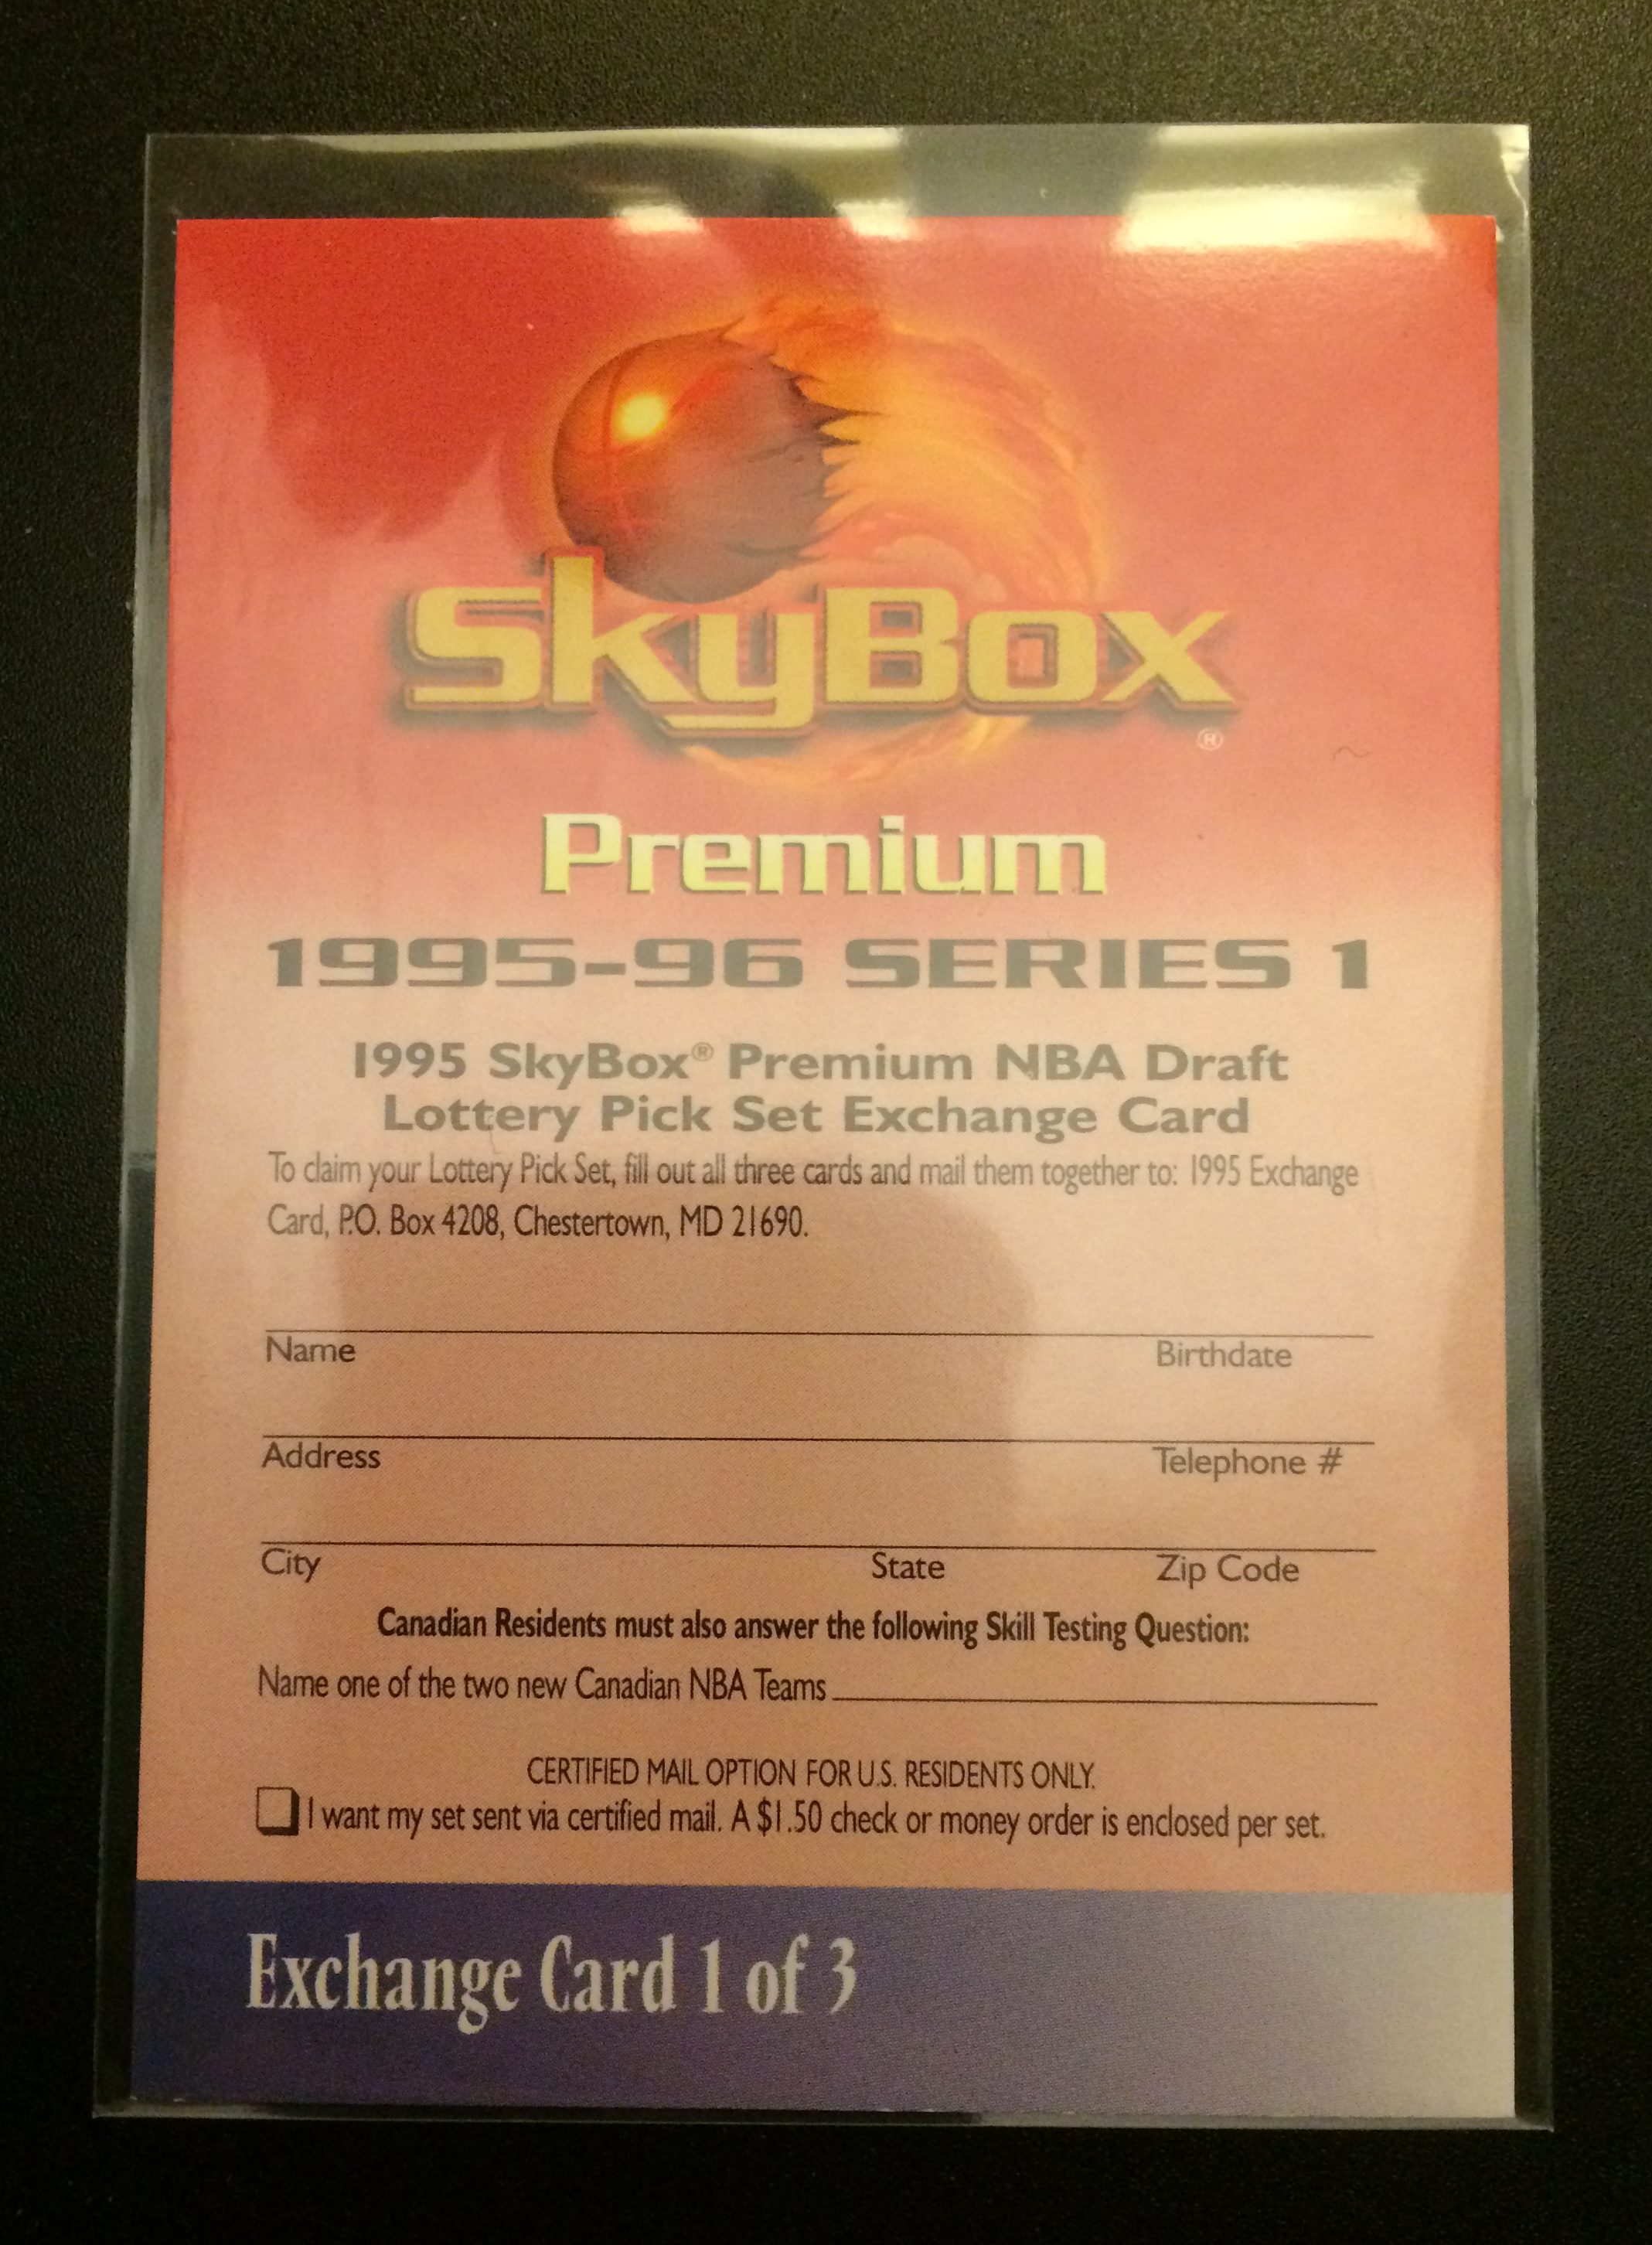 SkyBox®
Premium
1995-96 SERIES 1
1995 SkyBox® Premium NBA Draft
Lottery Pick Set Exchange Card
To claim your Lottery Pick Set, fill out all three cards and mail them together to: 1995 Exchange
Card, P.O. Box 4208, Chestertown, MD 21690.
Name Birthdate
Address Telephone #
City State Zip Code
Canadian Residents must also answer the following Skill Testing Question:
Name one of the two new Canadian NBA Teams
CERTIFIED MAIL OPTION FOR U.S. RESIDENTS ONLY.
I want my set sent via certified mail. A $1.50 check or money order is enclosed per set.
Exchange Card 1 of 3